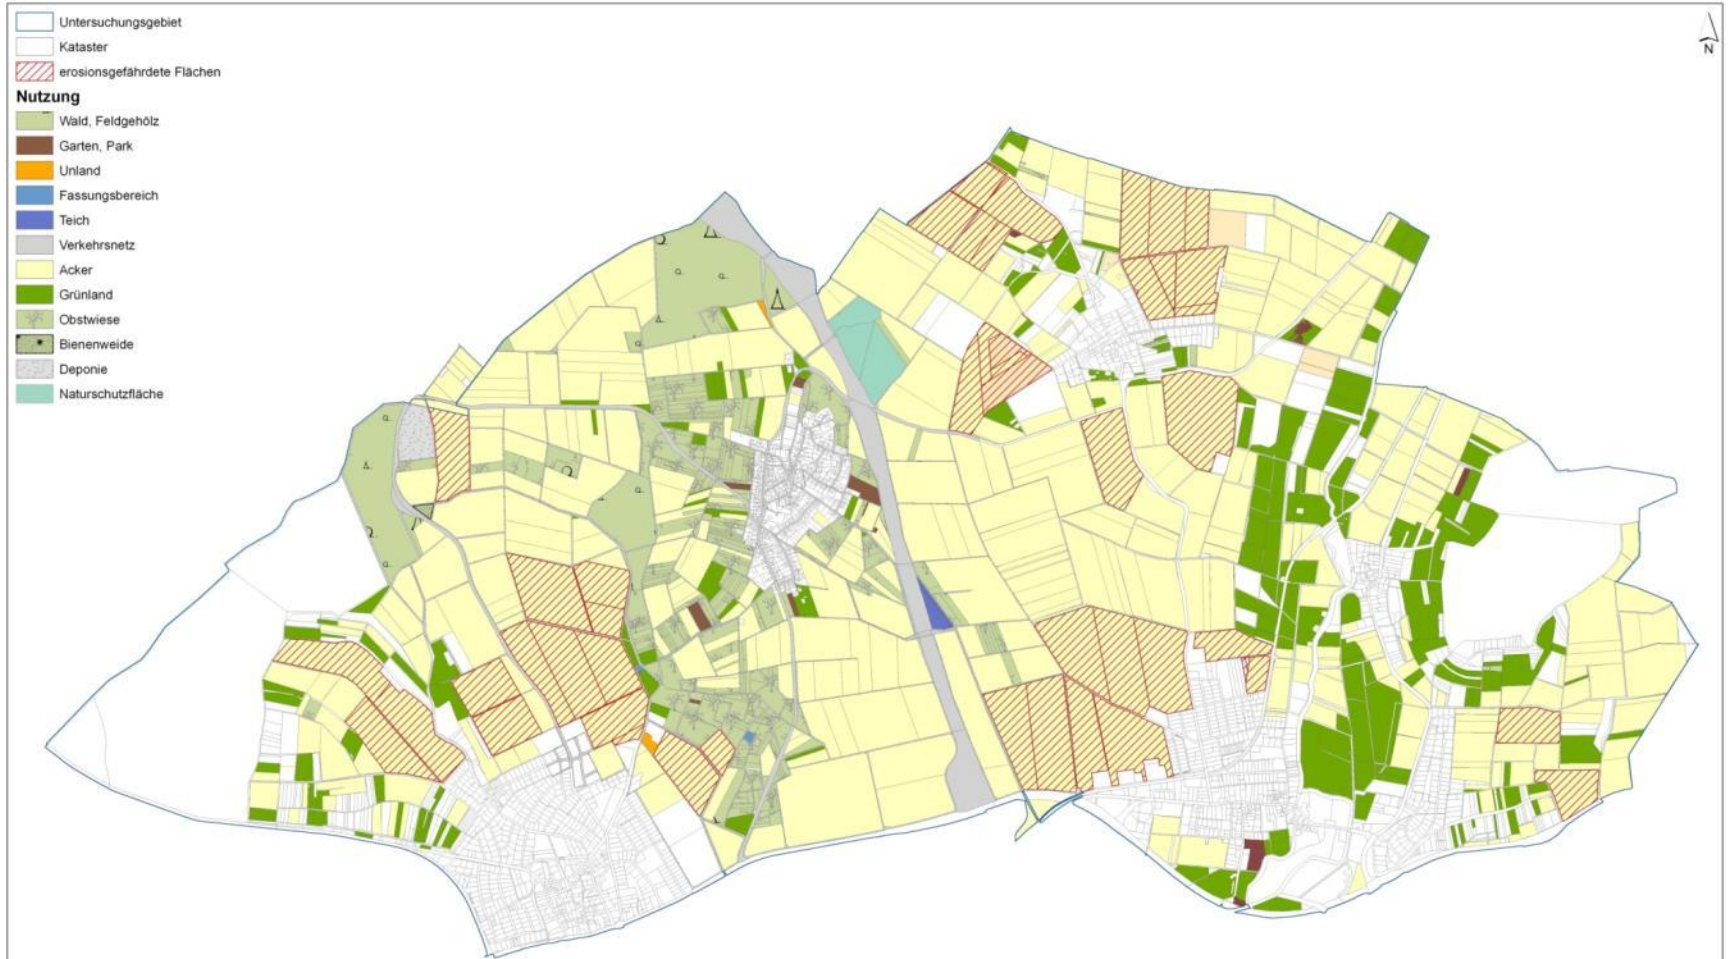 Untersuchungsgebiet
Kataster
erosionsgefährdete Flächen
Nutzung
Wald, Feldgehölz
Garten, Park
Unland
Fassungsbereich
Teich
Verkehrsnetz
Acker
Grünland
Obstwiese
Bienenweide
Deponie
Naturschutzfläche
N